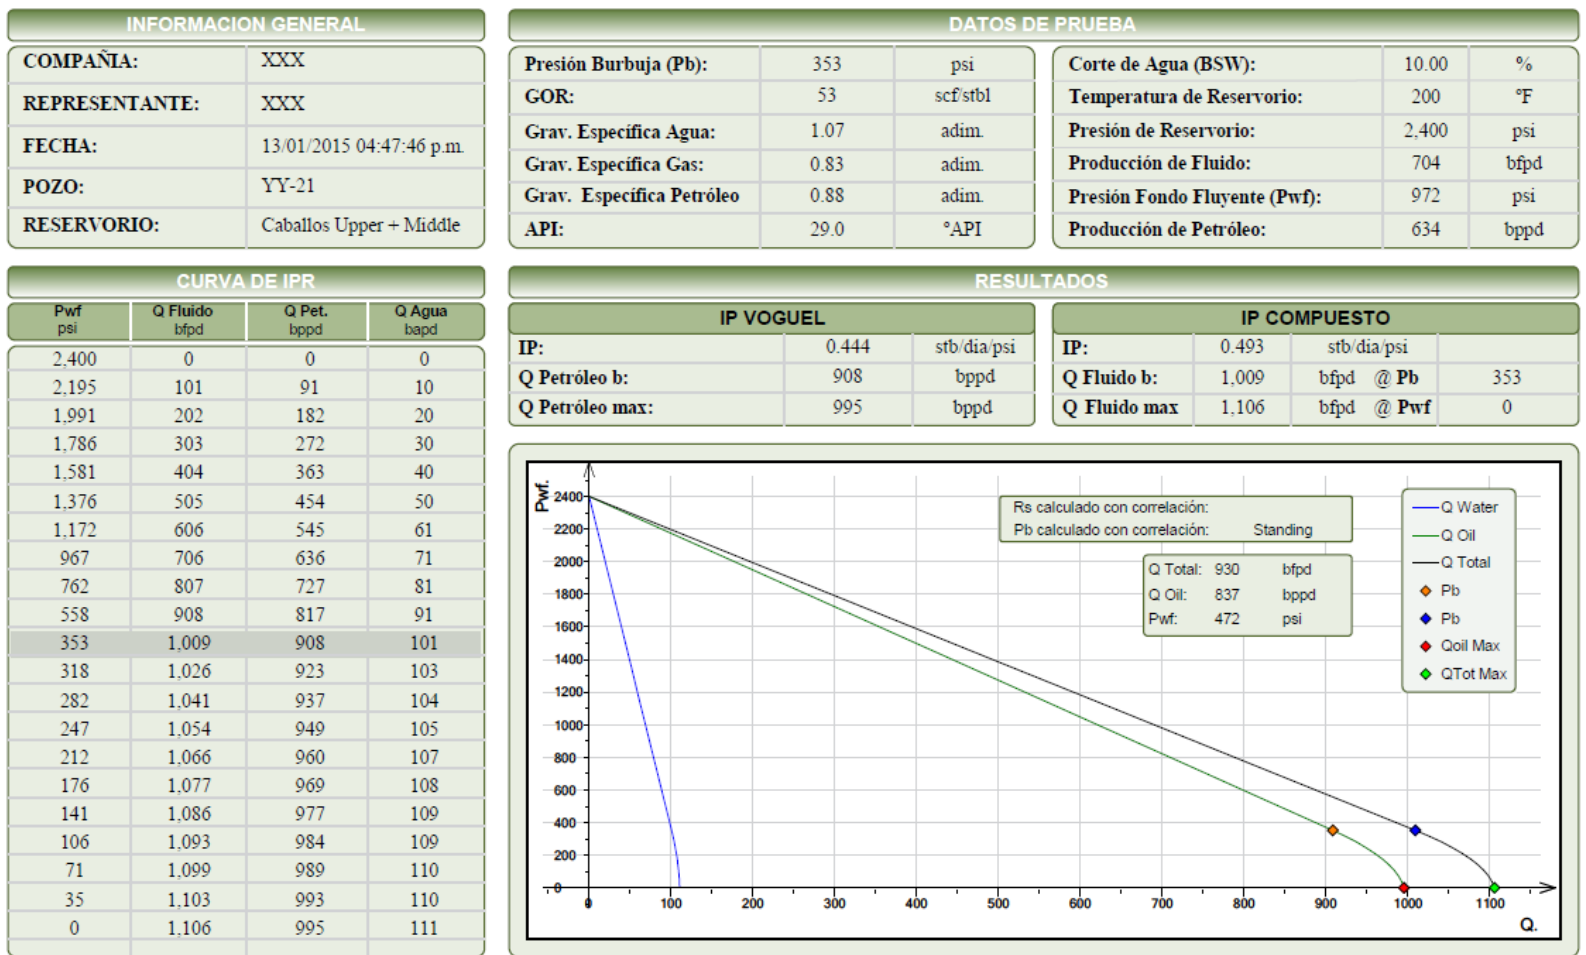 INFORMACION GENERAL
COMPAÑIA: XXX
REPRESENTANTE: XXX
FECHA: 13/01/2015 04:47:46 p.m.
POZO: YY-21
RESERVORIO: Caballos Upper + Middle
DATOS DE PRUEBA
Presión Burbuja (Pb): 353 psi
GOR: 53 scf/stbl
Grav. Específica Agua: 1.07 adim.
Grav. Específica Gas: 0.83 adim.
Grav. Específica Petróleo 0.88 adim.
API: 29.0 °API
Corte de Agua (BSW): 10.00 %
Temperatura de Reservorio: 200 °F
Presión de Reservorio: 2,400 psi
Producción de Fluido: 704 bfpd
Presión Fondo Fluyente (Pwf): 972 psi
Producción de Petróleo: 634 bppd
CURVA DE IPR
Pwf Q Fluido Q Pet. Q Agua
psi bfpd bppd bapd
2,400 0 0 0
2,195 101 91 10
1,991 202 182 20
1,786 303 272 30
1,581 404 363 40
1,376 505 454 50
1,172 606 545 61
967 706 636 71
762 807 727 81
558 908 817 91
353 1,009 908 101
318 1,026 923 103
282 1,041 937 104
247 1,054 949 105
212 1,066 960 107
176 1,077 969 108
141 1,086 977 109
106 1,093 984 109
71 1,099 989 110
35 1,103 993 110
0 1,106 995 111
RESULTADOS
IP VOGUEL
IP: 0.444 stb/dia/psi
Q Petróleo b: 908 bppd
Q Petróleo max: 995 bppd
IP COMPUESTO
IP: 0.493 stb/dia/psi
Q Fluido b: 1,009 bfpd @ Pb 353
Q Fluido max 1,106 bfpd @ Pwf 0
Pwf.
2400
2200
2000
1800
1600
1400
1200
1000
800
600
400
200
0
Rs calculado con correlación:
Pb calculado con correlación: Standing
Q Total: 930 bfpd
Q Oil: 837 bppd
Pwf: 472 psi
Q Water
Q Oil
Q Total
Pb
Pb
Qoil Max
QTot Max
0 100 200 300 400 500 600 700 800 900 1000 1100
Q.